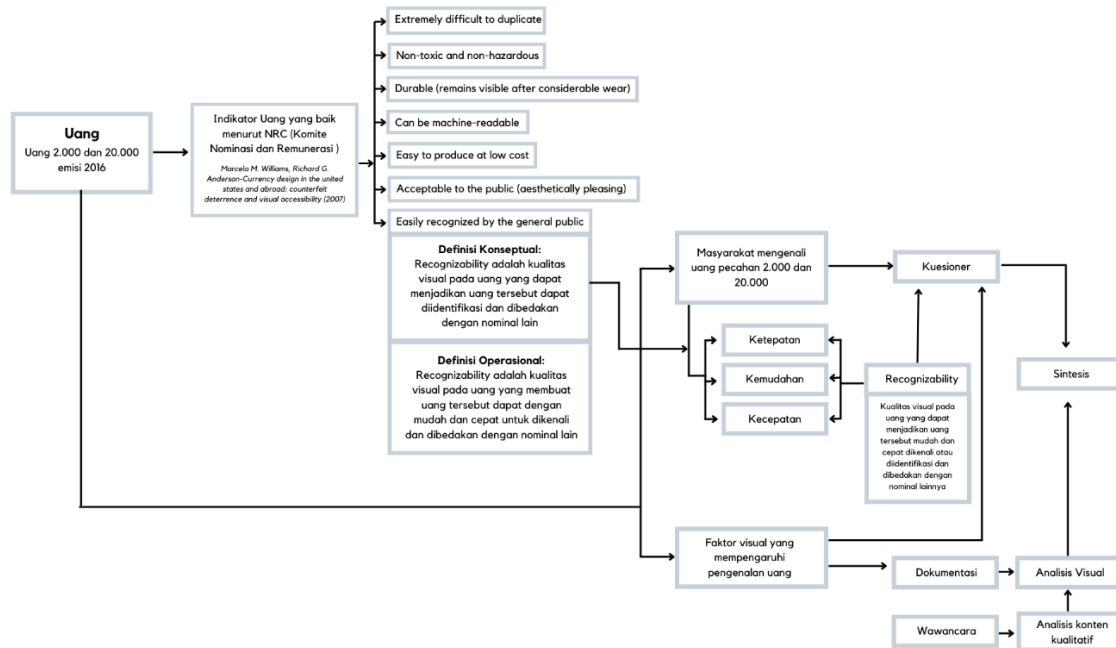 Uang
Uang 2.000 dan 20.000
emisi 2016
Indikator Uang yang baik
menurut NRC (Komite
Nominasi dan Remunerasi )
Marcela M. Williams, Richard G.
Anderson-Currency design in the united
states and abroad: counterfeit
deterrence and visual accessibility (2007)
Extremely difficult to duplicate
Non-toxic and non-hazardous
Durable (remains visible after considerable wear)
Can be machine-readable
Easy to produce at low cost
Acceptable to the public (aesthetically pleasing)
Easily recognized by the general public
Definisi Konseptual:
Recognizability adalah kualitas
visual pada uang yang dapat
menjadikan uang tersebut dapat
diidentifikasi dan dibedakan
dengan nominal lain
Definisi Operasional:
Recognizability adalah kualitas
visual pada uang yang membuat
uang tersebut dapat dengan
mudah dan cepat untuk dikenali
dan dibedakan dengan nominal lain
Masyarakat mengenali
uang pecahan 2.000 dan
20.000
Ketepatan
Kemudahan
Kecepatan
Kuesioner
Recognizability
Kualitas visual pada
uang yang dapat
menjadikan uang
tersebut mudah dan
cepat dikenali atau
diidentifikasi dan
dibedakan dengan
nominal lainnya
Sintesis
Faktor visual yang
mempengaruhi
pengenalan uang
Dokumentasi
Analisis Visual
Wawancara
Analisis konten
kualitatif